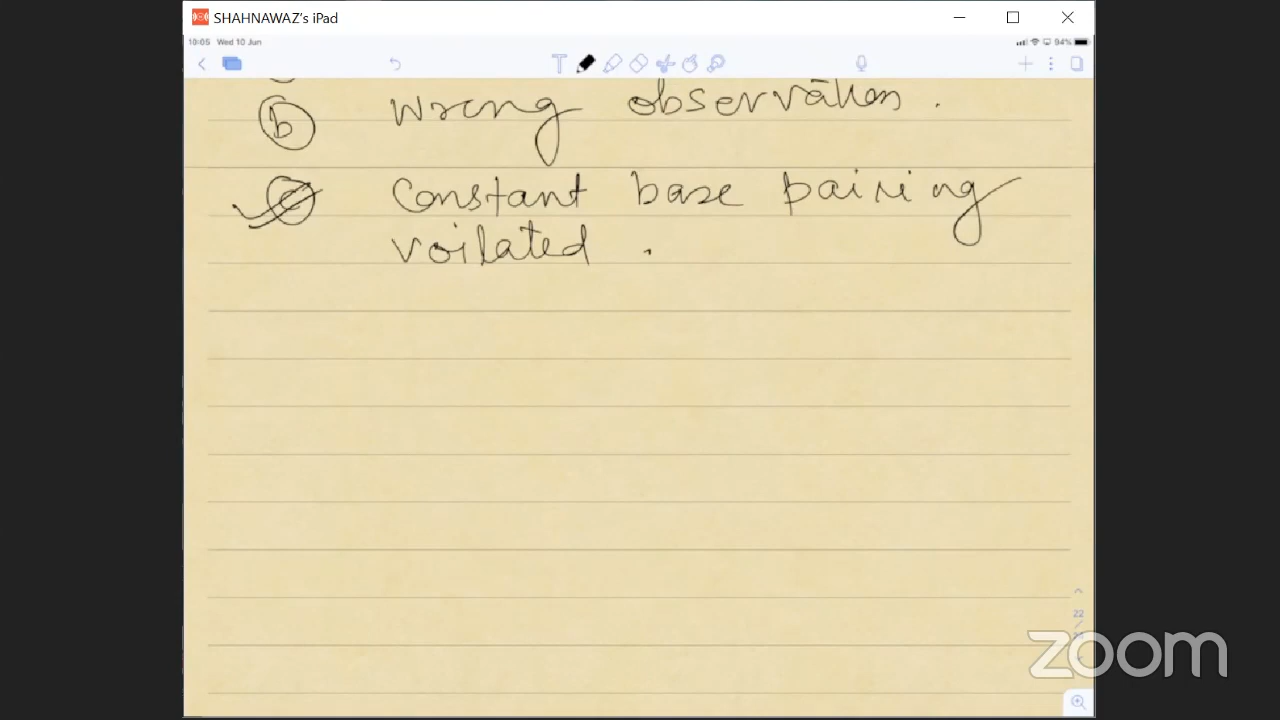 SHAHNAWAZ's iPad
10:05 Wed 10 Jun
94%
T
b wrong observation.
c constant base pairing
voilated .
22
zoom